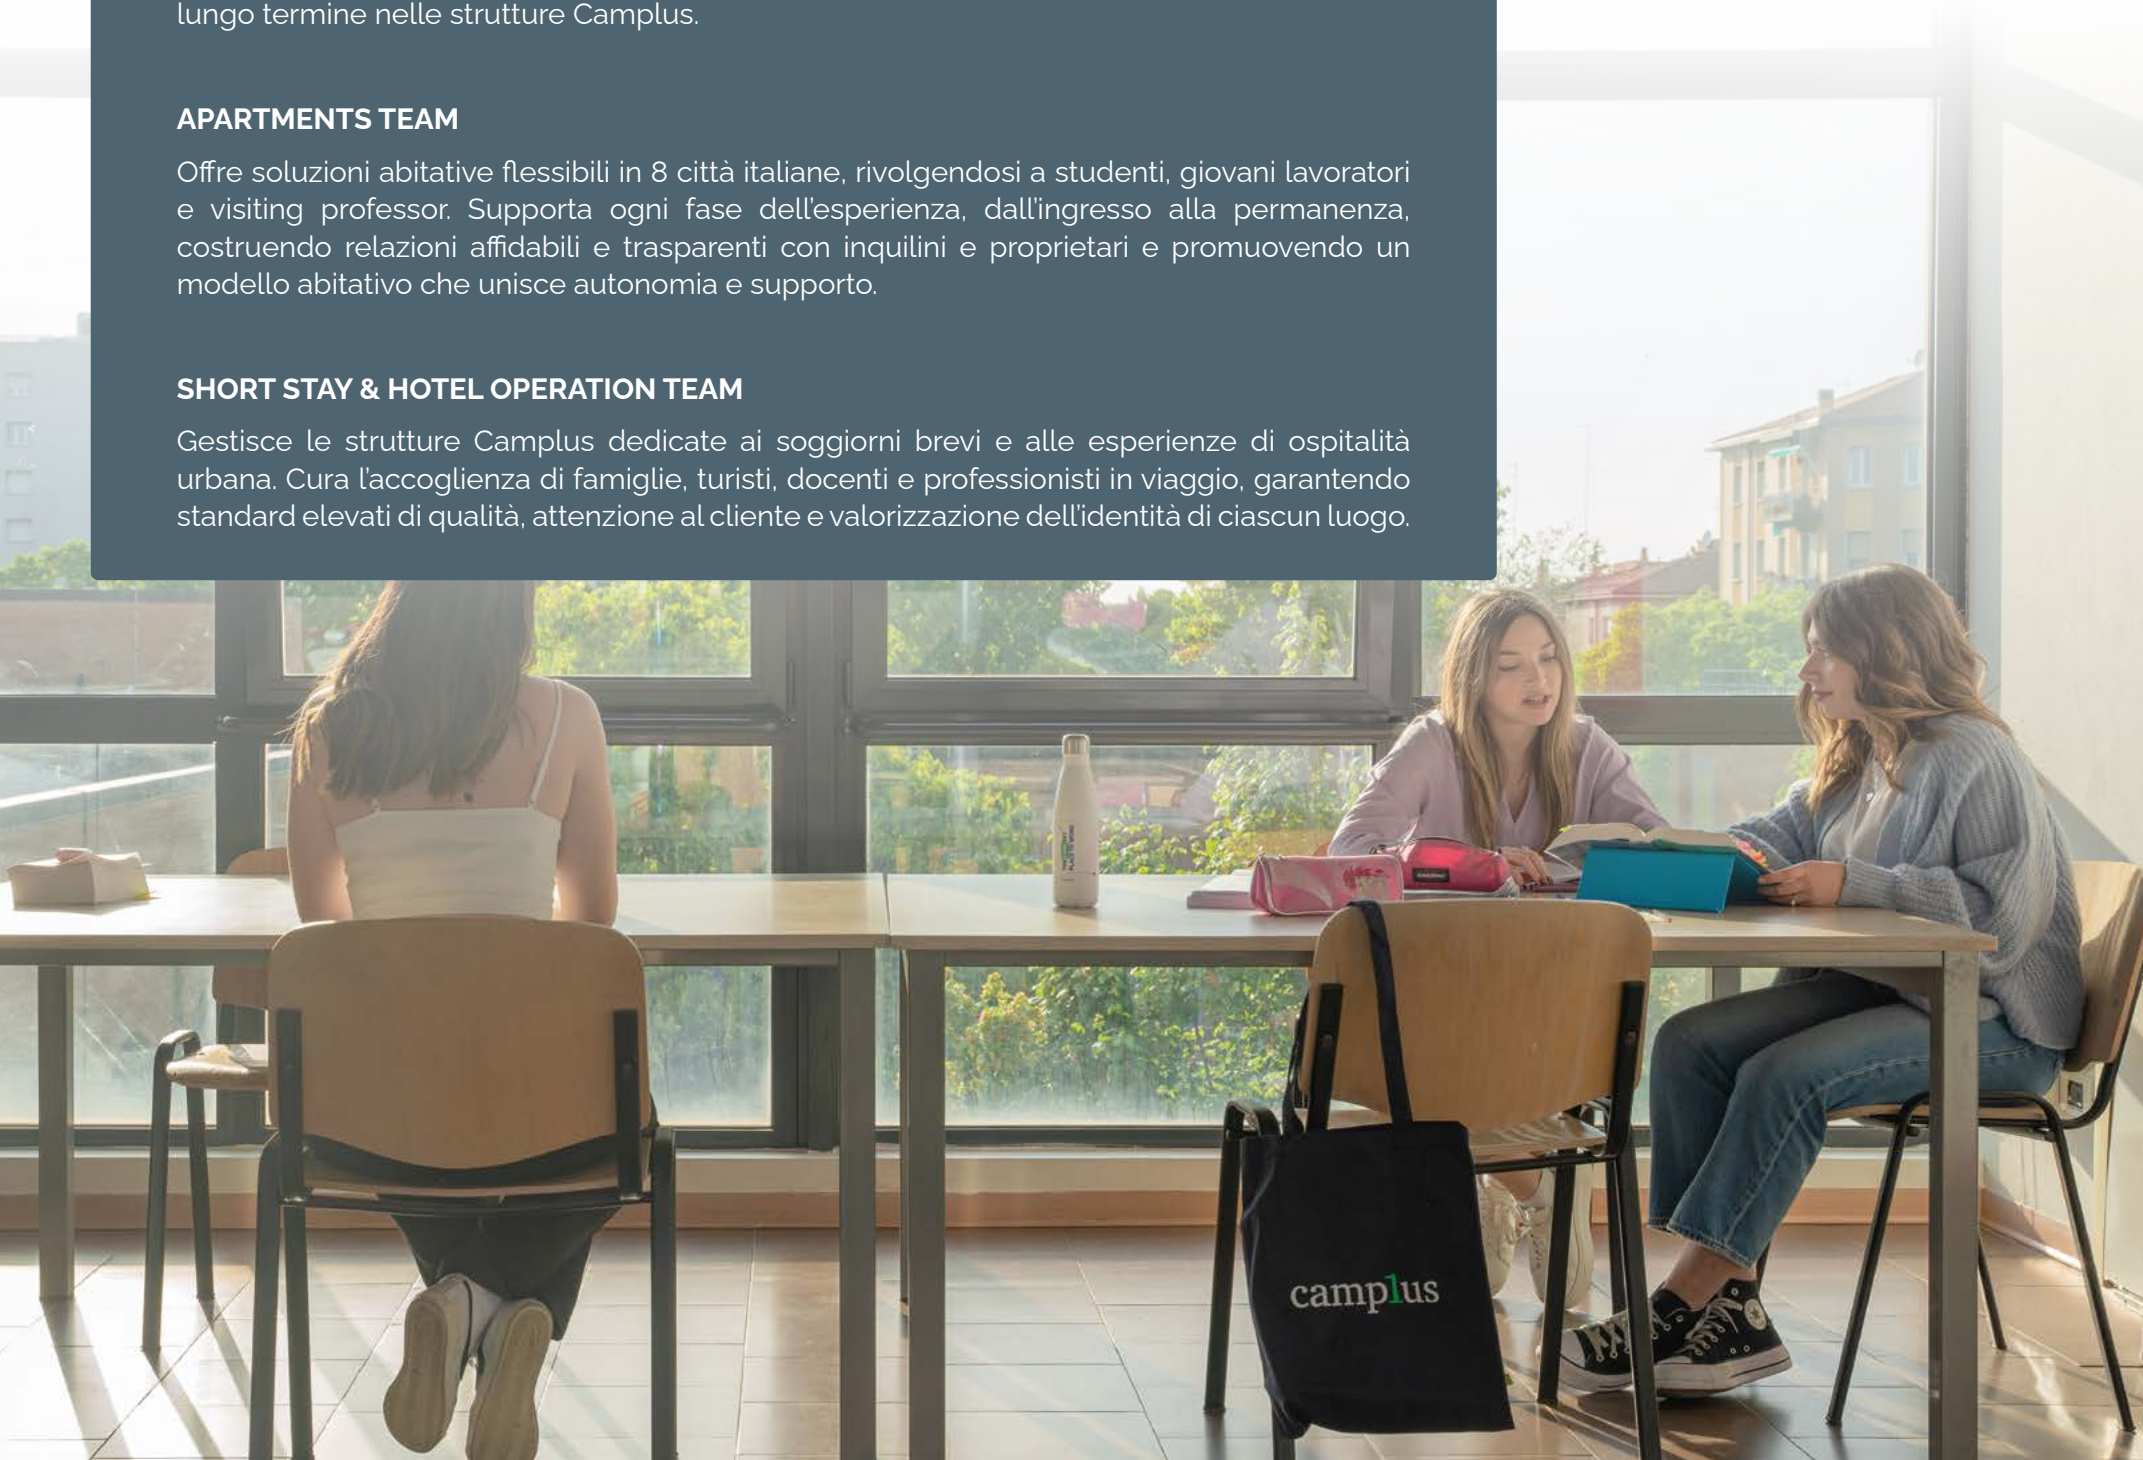 lungo termine nelle strutture Camplus.
APARTMENTS TEAM
Offre soluzioni abitative flessibili in 8 città italiane, rivolgendosi a studenti, giovani lavoratori
e visiting professor. Supporta ogni fase dell'esperienza, dall'ingresso alla permanenza,
costruendo relazioni affidabili e trasparenti con inquilini e proprietari e promuovendo un
modello abitativo che unisce autonomia e supporto.
SHORT STAY & HOTEL OPERATION TEAM
Gestisce le strutture Camplus dedicate ai soggiorni brevi e alle esperienze di ospitalità
urbana. Cura l'accoglienza di famiglie, turisti, docenti e professionisti in viaggio, garantendo
standard elevati di qualità, attenzione al cliente e valorizzazione dell'identità di ciascun luogo.
camplus